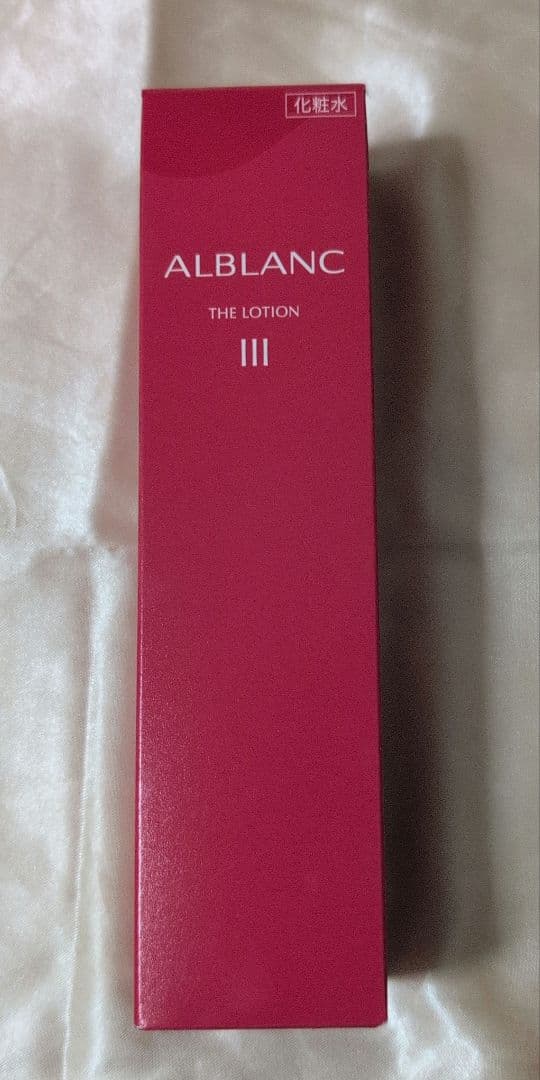 化粧水
ALBLANC
THE LOTION
III